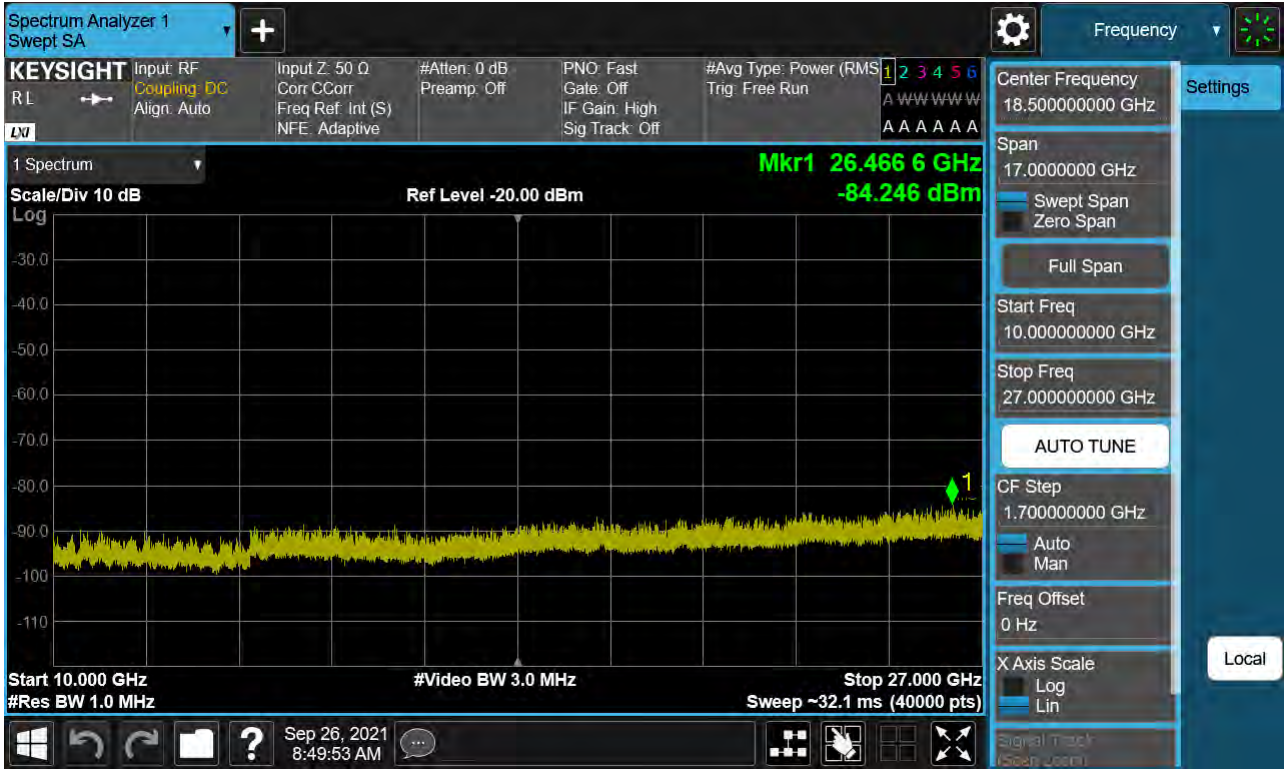 Spectrum Analyzer 1
Swept SA
Frequency
KEYSIGHT
RL
LXI
Input: RF
Coupling: DC
Align: Auto
Input Z: 50 Ω
Corr CCorr
Freq Ref: Int (S)
NFE: Adaptive
#Atten: 0 dB
Preamp: Off
PNO: Fast
Gate: Off
IF Gain: High
Sig Track: Off
#Avg Type: Power (RMS
Trig: Free Run
1 2 3 4 5 6
A W W W W W
A A A A A A
1 Spectrum
Mkr1 26.466 6 GHz
Scale/Div 10 dB
Ref Level -20.00 dBm
-84.246 dBm
Log
-30.0
-40.0
-50.0
-60.0
-70.0
-80.0
-90.0
-100
-110
1
Start 10.000 GHz
#Video BW 3.0 MHz
Stop 27.000 GHz
#Res BW 1.0 MHz
Sweep ~32.1 ms (40000 pts)
Center Frequency
18.500000000 GHz
Settings
Span
17.0000000 GHz
Swept Span
Zero Span
Full Span
Start Freq
10.000000000 GHz
Stop Freq
27.000000000 GHz
AUTO TUNE
CF Step
1.700000000 GHz
Auto
Man
Freq Offset
0 Hz
X Axis Scale
Log
Lin
Local
Signal Track
(Span Zoom)
?
Sep 26, 2021
8:49:53 AM